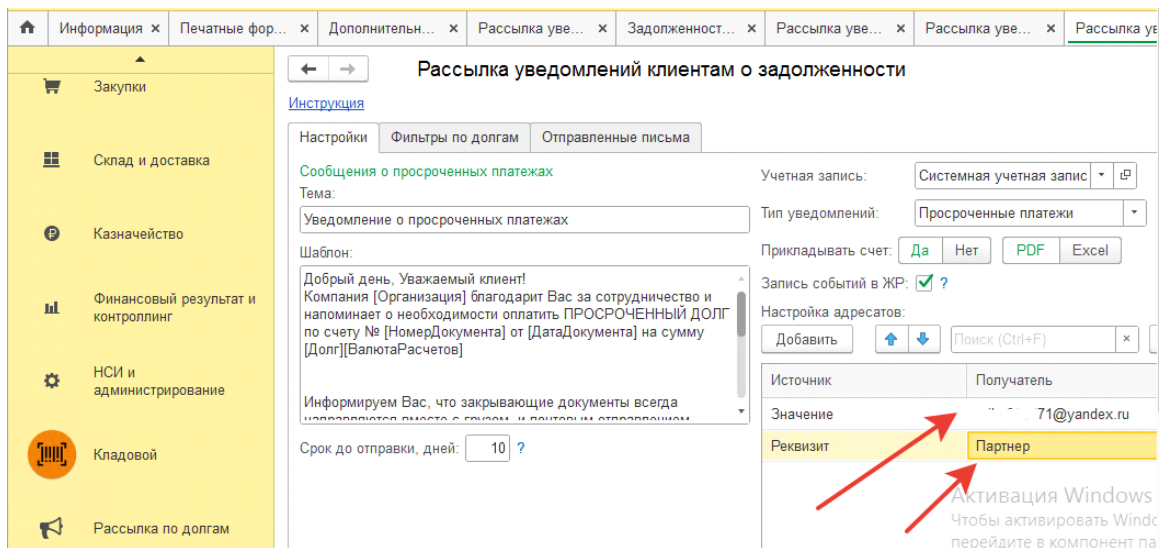 Информация × Печатные фор... × Дополнительн... × Рассылка уве... × Задолженност... × Рассылка уве... × Рассылка уве... × Рассылка ув
Закупки
Склад и доставка
Казначейство
Финансовый результат и
контроллинг
НСИ и
администрирование
Кладовой
Рассылка по долгам
Рассылка уведомлений клиентам о задолженности
Инструкция
Настройки Фильтры по долгам Отправленные письма
Сообщения о просроченных платежах
Тема:
Уведомление о просроченных платежах
Шаблон:
Добрый день, Уважаемый клиент!
Компания [Организация] благодарит Вас за сотрудничество и
напоминает о необходимости оплатить ПРОСРОЧЕННЫЙ ДОЛГ
по счету № [НомерДокумента] от [ДатаДокумента] на сумму
[Долг][ВалютаРасчетов]
Информируем Вас, что закрывающие документы всегда
направляются вместе с грузом, и почтовым отправлением
Срок до отправки, дней: 10 ?
Учетная запись: Системная учетная запис
Тип уведомлений: Просроченные платежи
Прикладывать счет: Да Нет PDF Excel
Запись событий в ЖР: ?
Настройка адресатов:
Добавить Поиск (Ctrl+F) ×
Источник Получатель
Значение 71@yandex.ru
Реквизит Партнер
Активация Windows
Чтобы активировать Windo
перейдите в компонент па